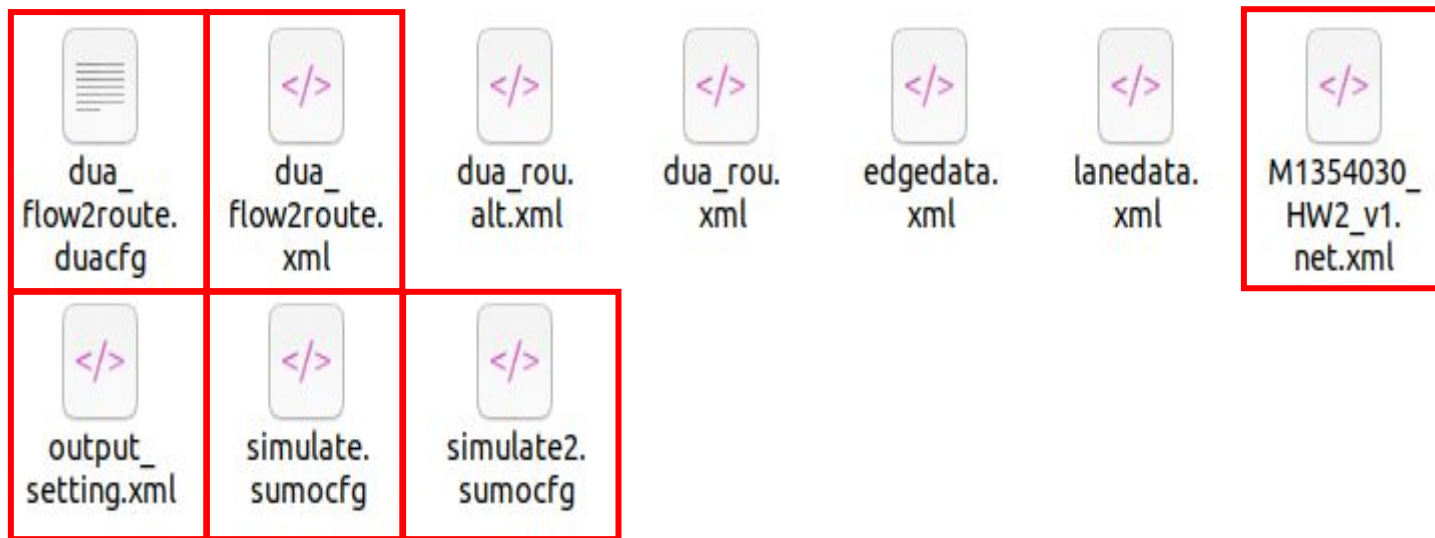 </>
</>
</>
</>
</>
</>
dua_
flow2route.
duacfg
dua_
flow2route.
xml
dua_rou.
alt.xml
dua_rou.
xml
edgedata.
xml
lanedata.
xml
M1354030_
HW2_v1.
net.xml
</>
</>
</>
output_
setting.xml
simulate.
sumocfg
simulate2.
sumocfg